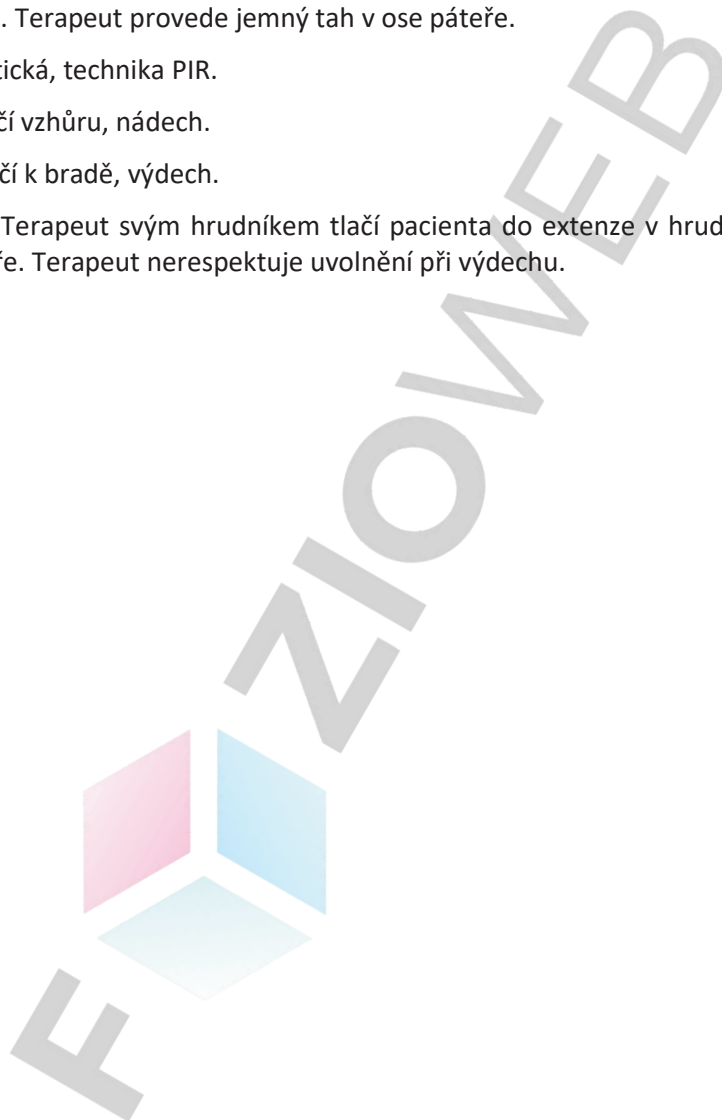 . Terapeut provede jemný tah v ose páteře.
tická, technika PIR.
čí vzhůru, nádech.
čí k bradě, výdech.
Terapeut svým hrudníkem tlačí pacienta do extenze v hrud
ře. Terapeut nerespektuje uvolnění při výdechu.
F ZIOWEB